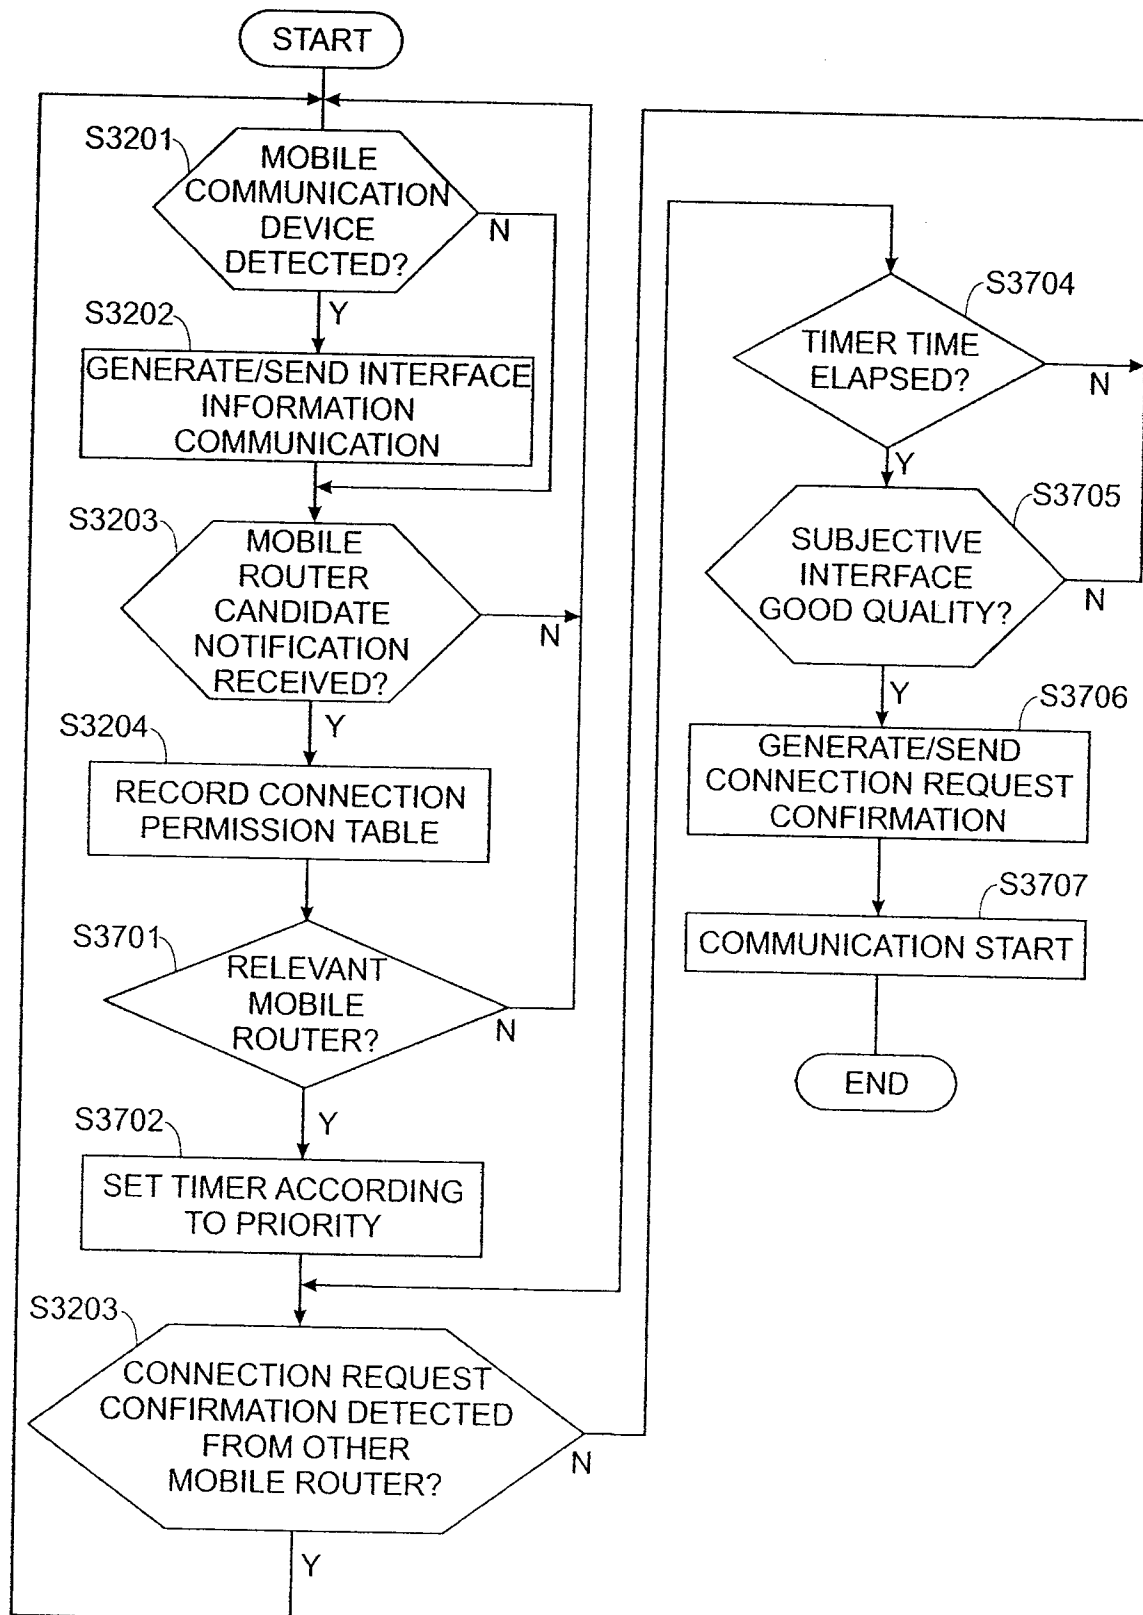 START
S3201
MOBILE
COMMUNICATION
DEVICE
DETECTED?
N
Y
S3202
GENERATE/SEND INTERFACE
INFORMATION
COMMUNICATION
S3203
MOBILE
ROUTER
CANDIDATE
NOTIFICATION
RECEIVED?
N
Y
S3204
RECORD CONNECTION
PERMISSION TABLE
S3701
RELEVANT
MOBILE
ROUTER?
N
Y
S3702
SET TIMER ACCORDING
TO PRIORITY
S3203
CONNECTION REQUEST
CONFIRMATION DETECTED
FROM OTHER
MOBILE ROUTER?
N
Y
S3704
TIMER TIME
ELAPSED?
N
Y
S3705
SUBJECTIVE
INTERFACE
GOOD QUALITY?
N
Y
S3706
GENERATE/SEND
CONNECTION REQUEST
CONFIRMATION
S3707
COMMUNICATION START
END